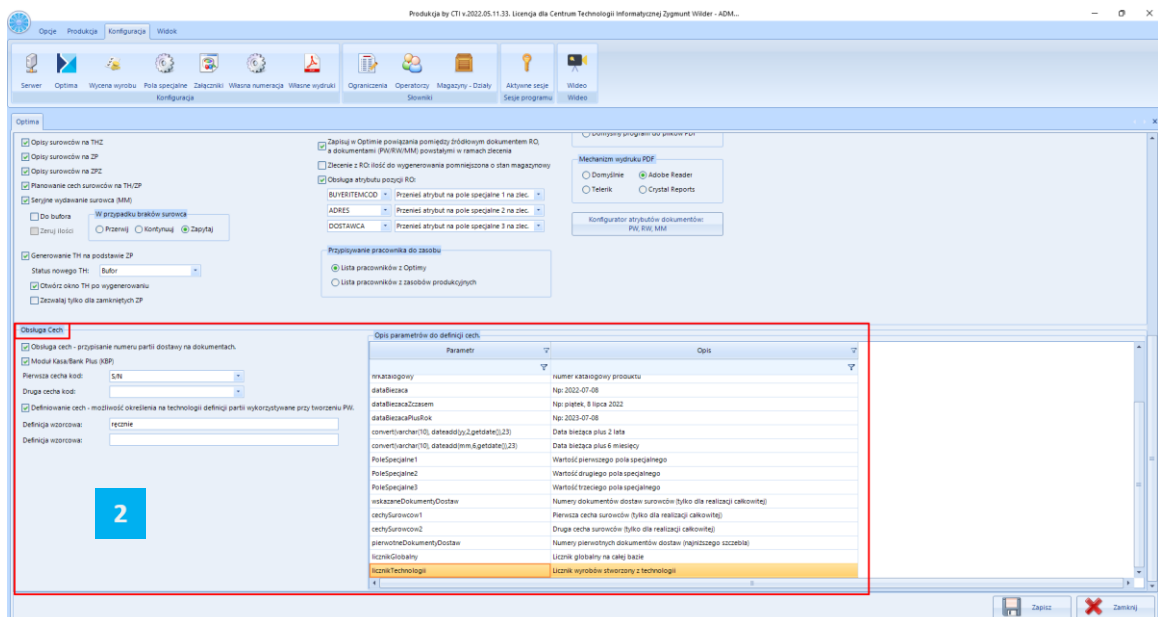 Produkcja by CTI v.2022.05.11.33. Licencja dla Centrum Technologii Informatycznej Zygmunt Wilder - ADM...
Opcje Produkcja Konfiguracja Widok
Serwer Optima Wycena wyrobu Pola specjalne Załączniki Własna numeracja Własne wydruki Ograniczenia Operatorzy Magazyny - Działy Aktywne sesje Wideo
Konfiguracja Słowniki Sesje programu Wideo
Optima
Opisy surowców na THZ
Opisy surowców na ZP
Opisy surowców na ZPZ
Planowanie cech surowców na TH/ZP
Seryjne wydawanie surowca (MM)
Do bufora
W przypadku braków surowca
Zeruj ilości
Przerwij Kontynuuj Zapytaj
Generowanie TH na podstawie ZP
Status nowego TH: Bufor
Otwórz okno TH po wygenerowaniu
Zezwalaj tylko dla zamkniętych ZP
Zapisuj w Optimie powiązania pomiędzy źródłowym dokumentem RO,
a dokumentami (PW/RW/MM) powstałymi w ramach zlecenia
Zlecenie z RO: ilość do wygenerowania pomniejszona o stan magazynowy
Obsługa atrybutu pozycji RO:
BUYERITEMCOD Przenieś atrybut na pole specjalne 1 na zlec.
ADRES Przenieś atrybut na pole specjalne 2 na zlec.
DOSTAWCA Przenieś atrybut na pole specjalne 3 na zlec.
Przypisywanie pracownika do zasobu
Lista pracowników z Optimy
Lista pracowników z zasobów produkcyjnych
Domyślny program do plików PDF
Mechanizm wydruku PDF
Domyślnie Adobe Reader
Telerik Crystal Reports
Konfigurator atrybutów dokumentów:
PW, RW, MM
Obsługa Cech
Obsługa cech - przypisanie numeru partii dostawy na dokumentach.
Moduł Kasa/Bank Plus (KBP)
Pierwsza cecha kod: S/N
Druga cecha kod:
Definiowanie cech - możliwość określenia na technologii definicji partii wykorzystywane przy tworzeniu PW.
Definicja wzorcowa: ręcznie
Definicja wzorcowa:
2
Opis parametrów do definicji cech.
Parametr Opis
nrKatalogowy Numer katalogowy produktu
dataBiezaca Np: 2022-07-08
dataBiezacaZczasem Np: piątek, 8 lipca 2022
dataBiezacaPlusRok Np: 2023-07-08
convert(varchar(10), dateadd(yy,2,getdate()),23) Data bieżąca plus 2 lata
convert(varchar(10), dateadd(mm,6,getdate()),23) Data bieżąca plus 6 miesięcy
PoleSpecjalne1 Wartość pierwszego pola specjalnego
PoleSpecjalne2 Wartość drugiego pola specjalnego
PoleSpecjalne3 Wartość trzeciego pola specjalnego
wskazaneDokumentyDostaw Numery dokumentów dostaw surowców (tylko dla realizacji całkowitej)
cechySurowcow1 Pierwsza cecha surowców (tylko dla realizacji całkowitej)
cechySurowcow2 Druga cecha surowców (tylko dla realizacji całkowitej)
pierwotneDokumentyDostaw Numery pierwotnych dokumentów dostaw (najniższego szczebla)
licznikGlobalny Licznik globalny na całej bazie
licznikTechnologii Licznik wyrobów stworzony z technologii
Zapisz Zamknij